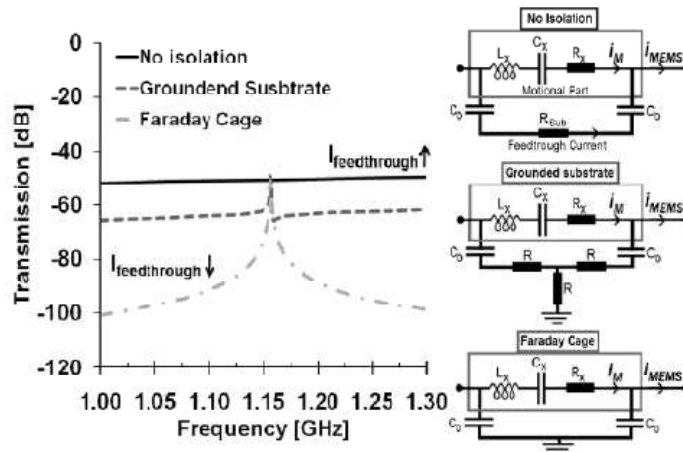 0
-20
-40
-60
-80
-100
-120
Transmission [dB]
No isolation
Groundend Susbtrate
Faraday Cage
Ifeedthrough
Ifeedthrough
1.00 1.05 1.10 1.15 1.20 1.25 1.30
Frequency [GHz]
No Isolation
Lx Cx Rx iM iMEMS
Motional Part
C0 C0
RSub
Feedtrough Current
Grounded substrate
Lx Cx Rx iM iMEMS
C0 C0
R R
R
Faraday Cage
Lx Cx Rx iM iMEMS
C0 C0